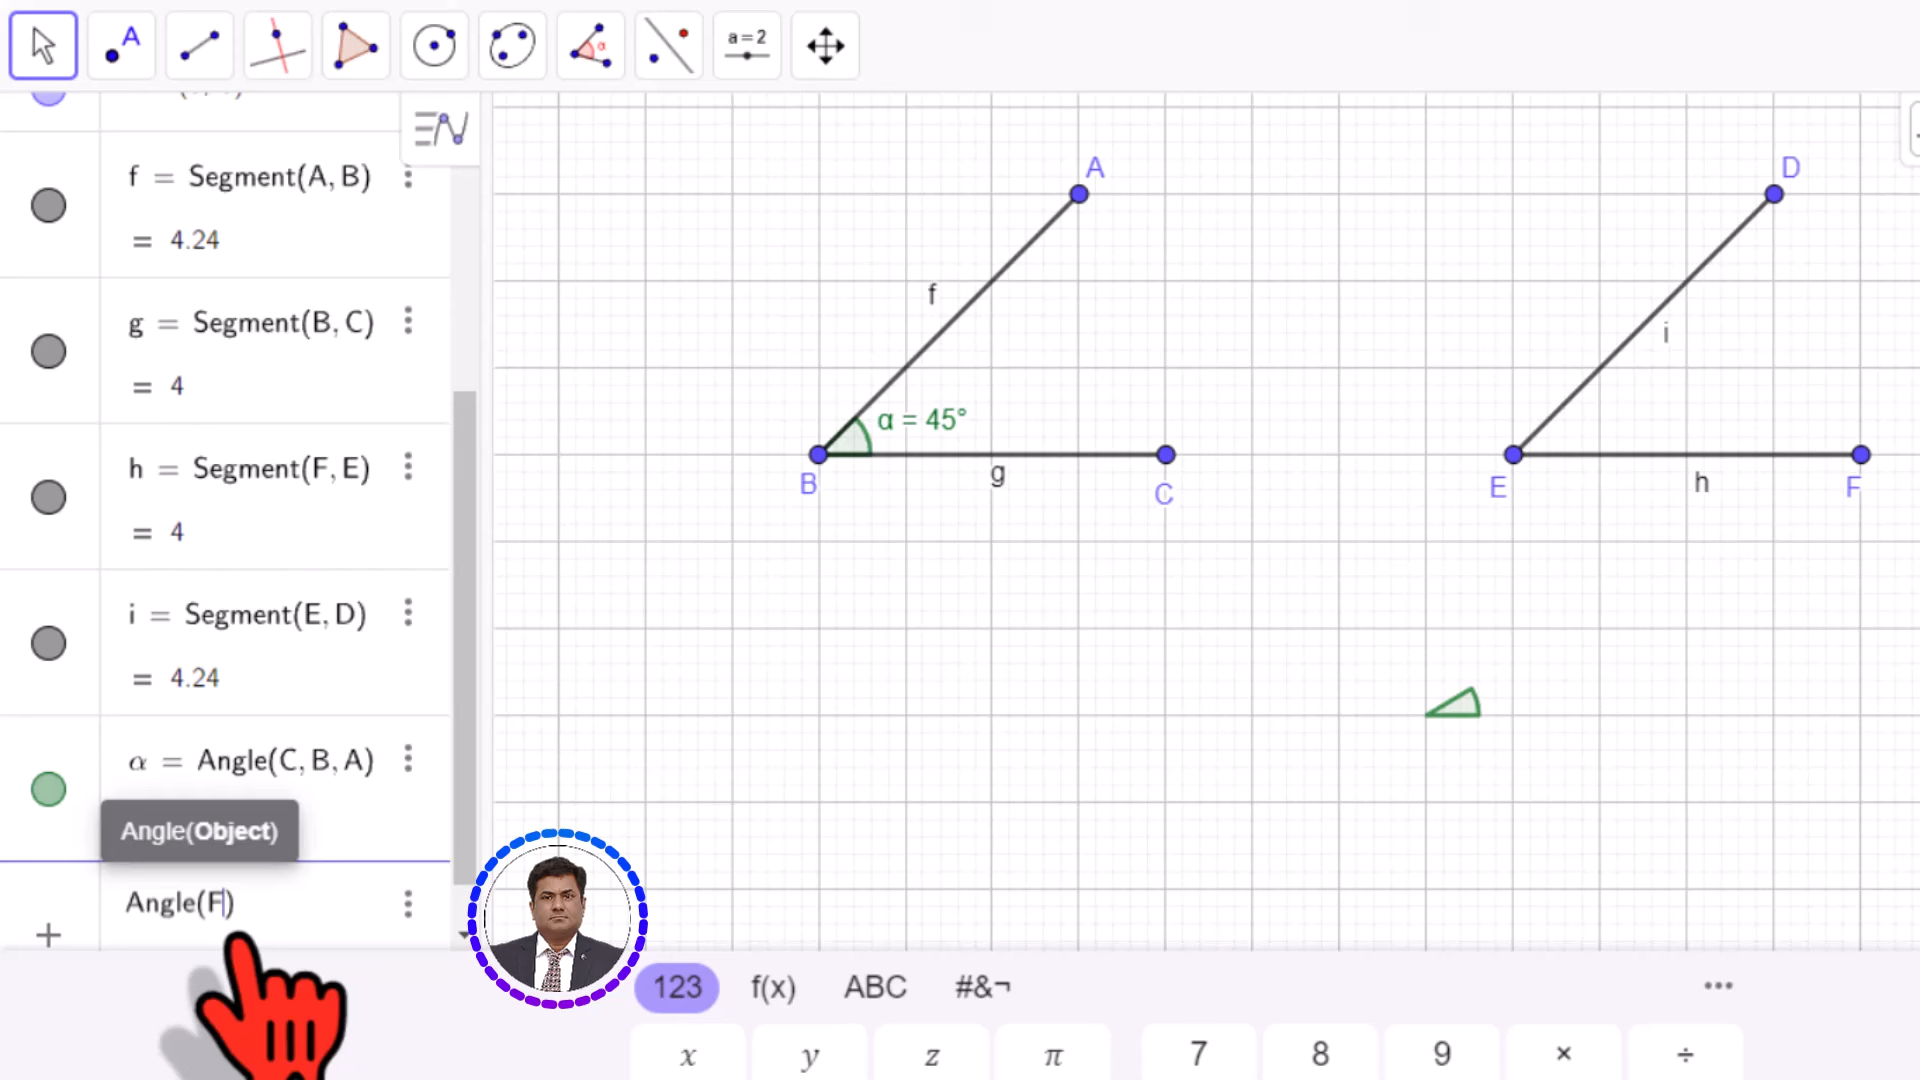 A
a = 2
f = Segment(A, B)
= 4.24
g = Segment(B, C)
= 4
h = Segment(F, E)
= 4
i = Segment(E, D)
= 4.24
α = Angle(C, B, A)
Angle(Object)
Angle(F)
A
f
α = 45°
B
g
C
D
i
E
h
F
123 f(x) ABC #&¬
x y z π 7 8 9 × ÷